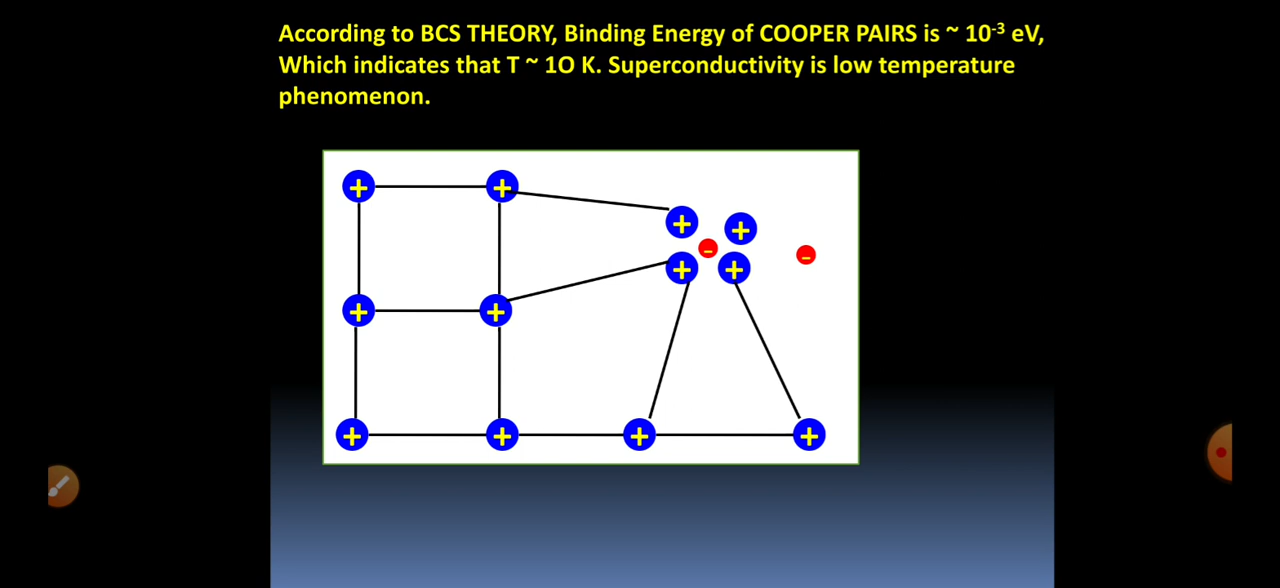 According to BCS THEORY, Binding Energy of COOPER PAIRS is ~ 10⁻³ eV,
Which indicates that T ~ 1O K. Superconductivity is low temperature
phenomenon.
+ +
+ +
-
+ + -
+ +
+ + + +